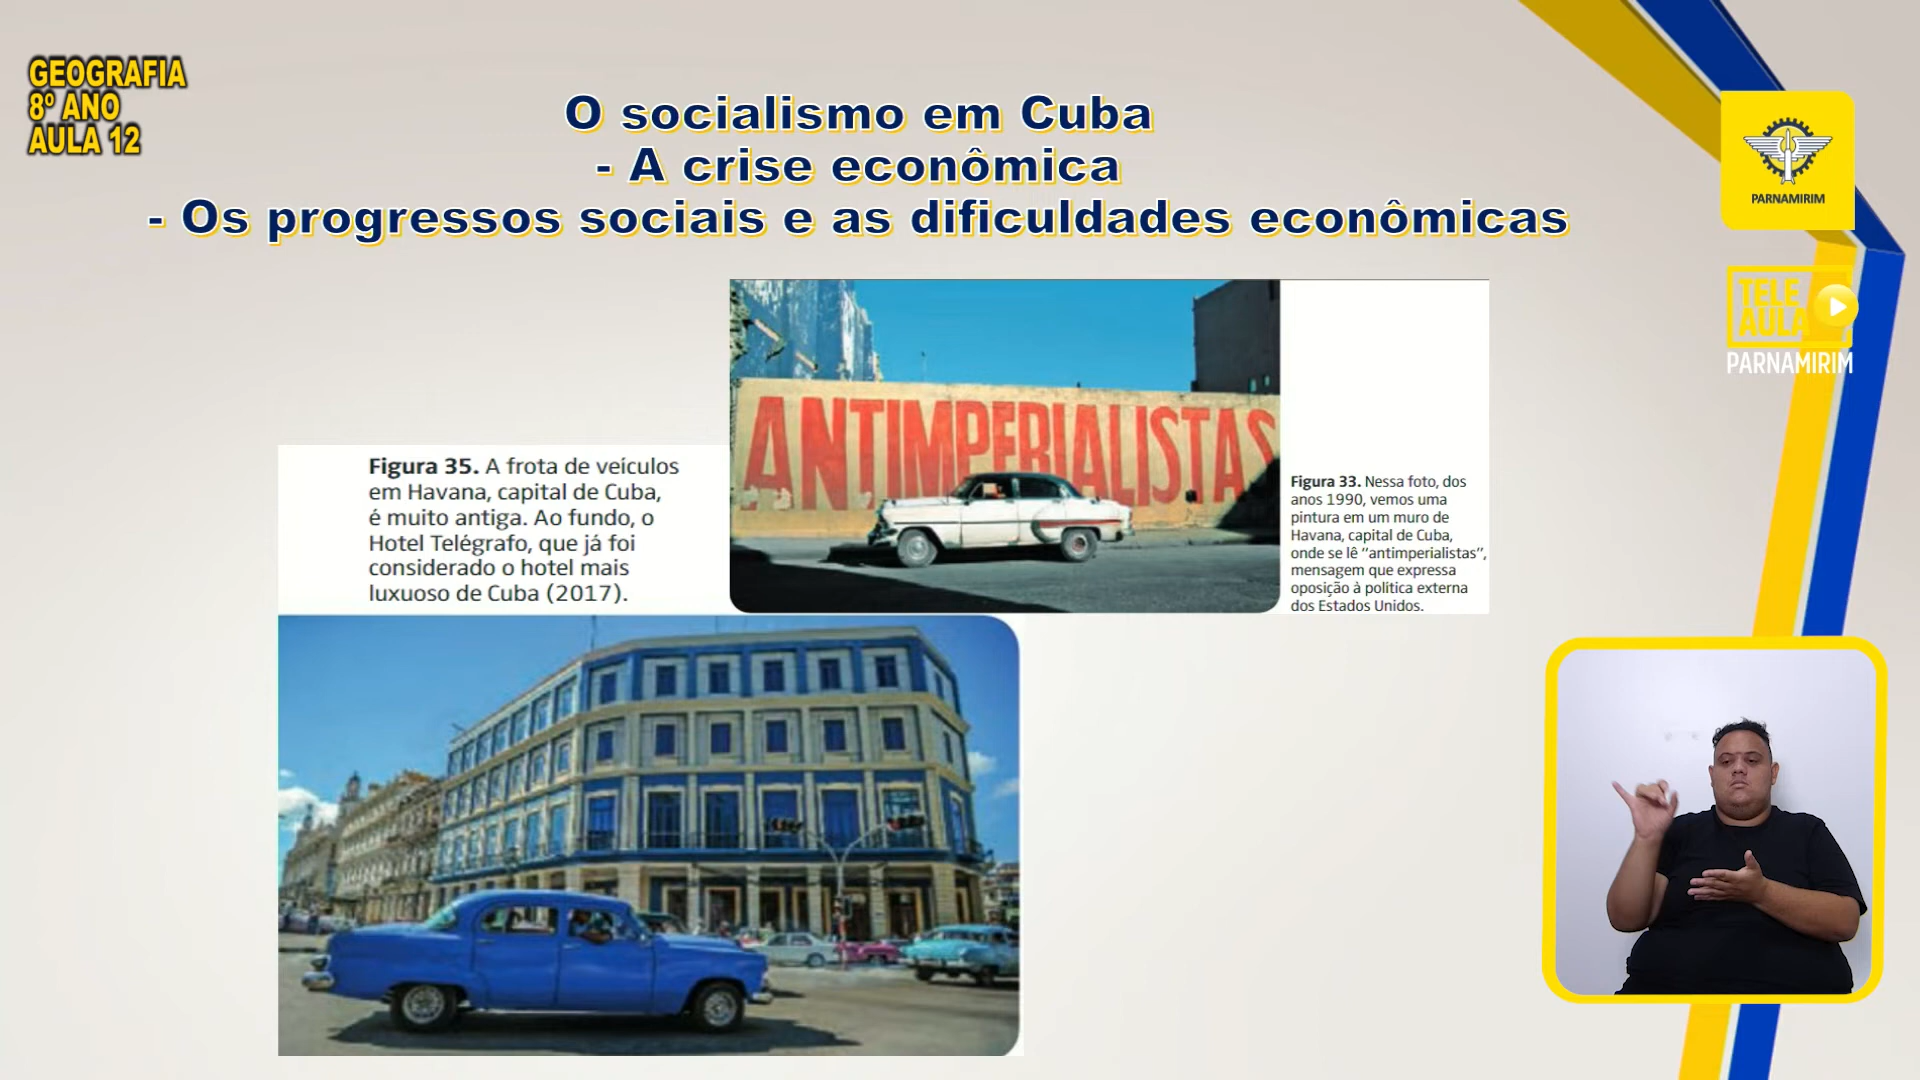 GEOGRAFIA
8º ANO
AULA 12
O socialismo em Cuba
- A crise econômica
- Os progressos sociais e as dificuldades econômicas
PARNAMIRIM
TELE
AULA
PARNAMIRIM
ANTIMPERIALISTAS
Figura 33. Nessa foto, dos
anos 1990, vemos uma
pintura em um muro de
Havana, capital de Cuba,
onde se lê “antimperialistas”,
mensagem que expressa
oposição à política externa
dos Estados Unidos.
Figura 35. A frota de veículos
em Havana, capital de Cuba,
é muito antiga. Ao fundo, o
Hotel Telégrafo, que já foi
considerado o hotel mais
luxuoso de Cuba (2017).